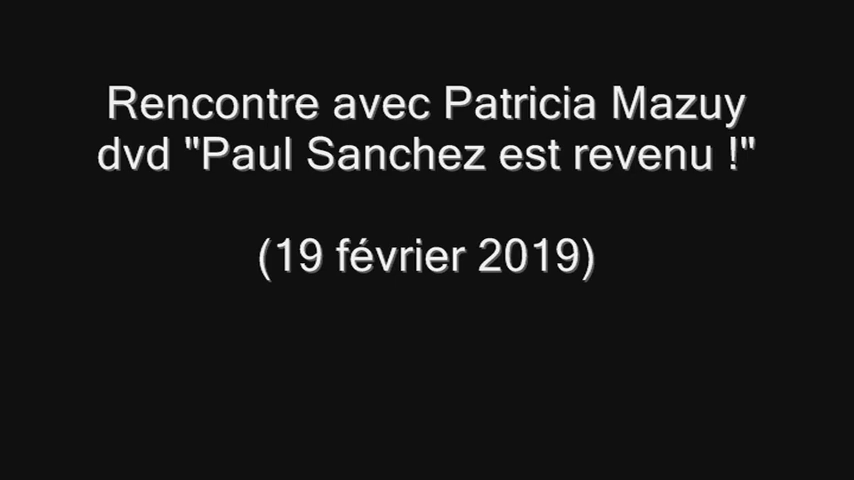 Rencontre avec Patricia Mazuy
dvd "Paul Sanchez est revenu !"
(19 février 2019)